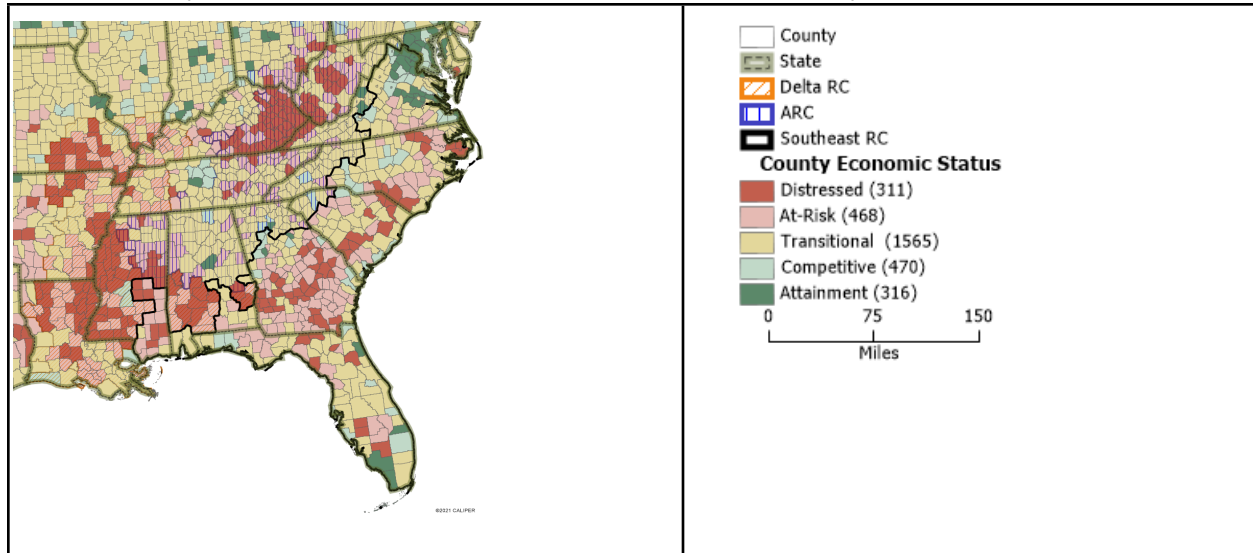 County
State
Delta RC
ARC
Southeast RC
County Economic Status
Distressed (311)
At-Risk (468)
Transitional (1565)
Competitive (470)
Attainment (316)
0 75 150
Miles
©2021 CALIPER